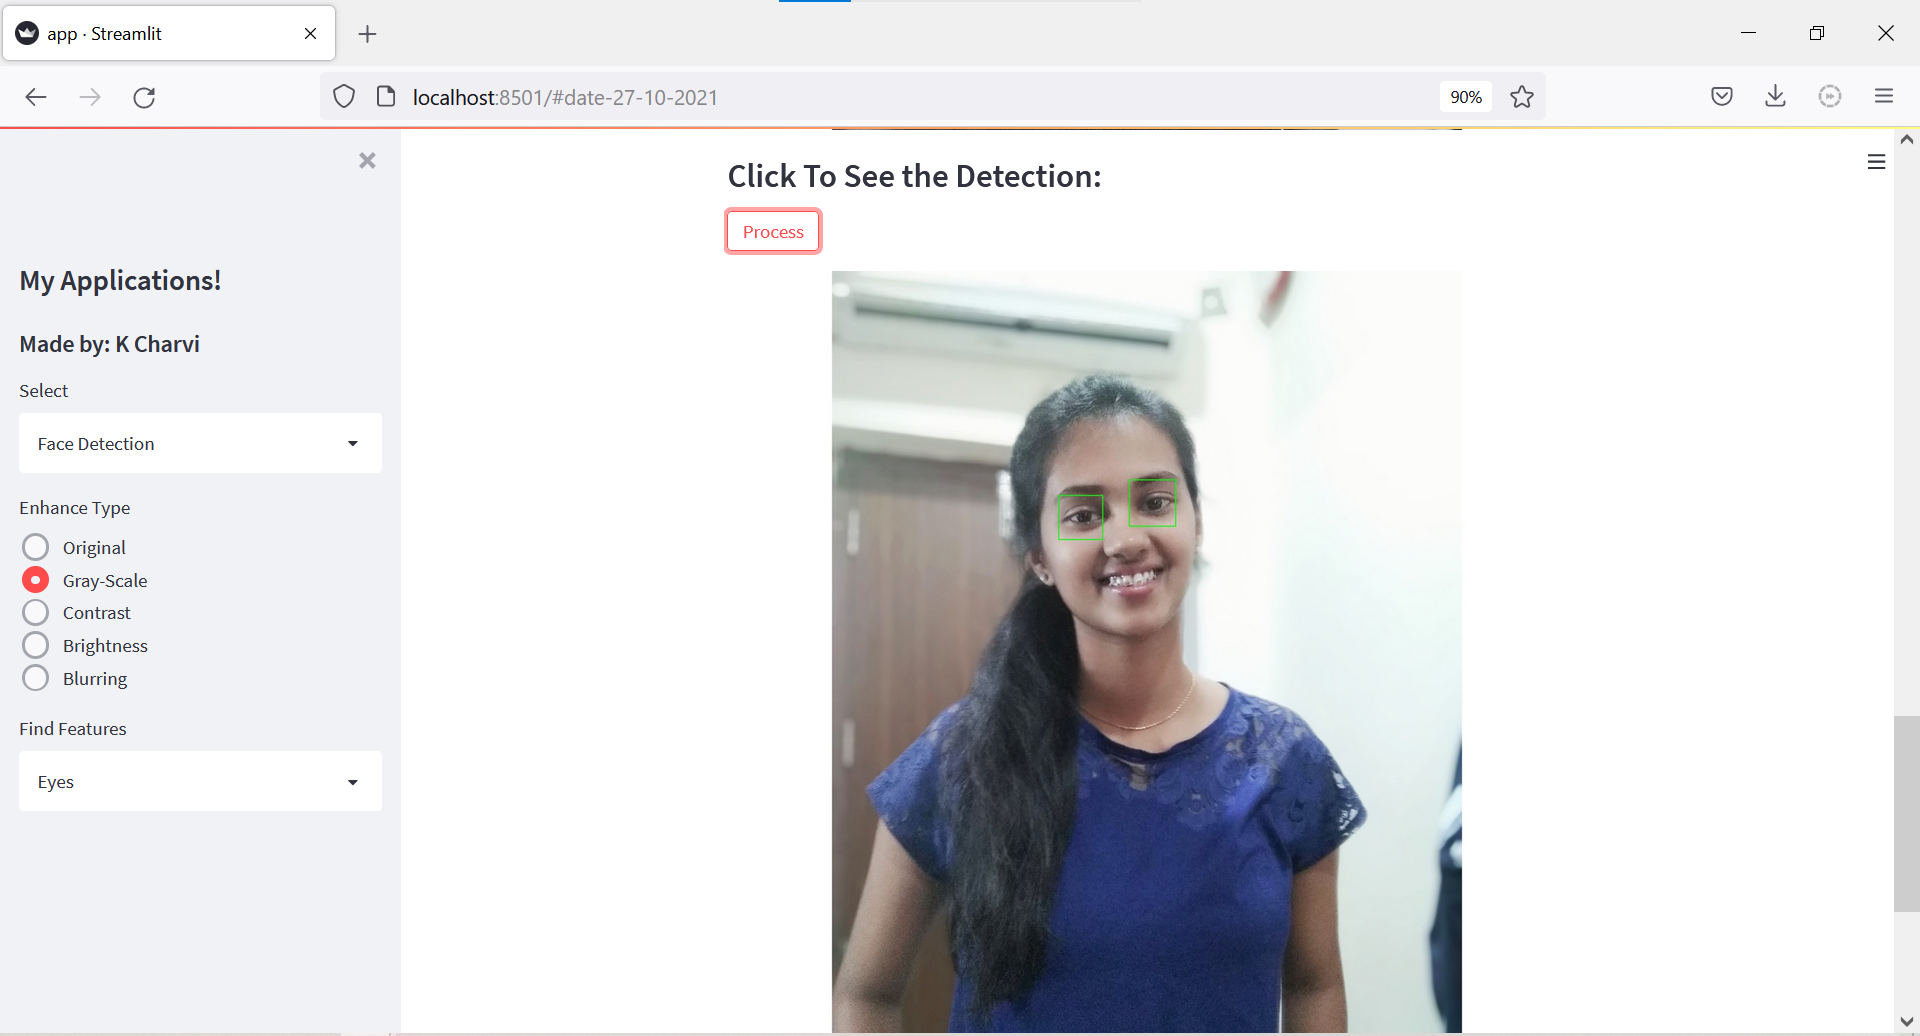 app · Streamlit
localhost:8501/#date-27-10-2021
90%
My Applications!
Made by: K Charvi
Select
Face Detection
Enhance Type
Original
Gray-Scale
Contrast
Brightness
Blurring
Find Features
Eyes
Click To See the Detection:
Process